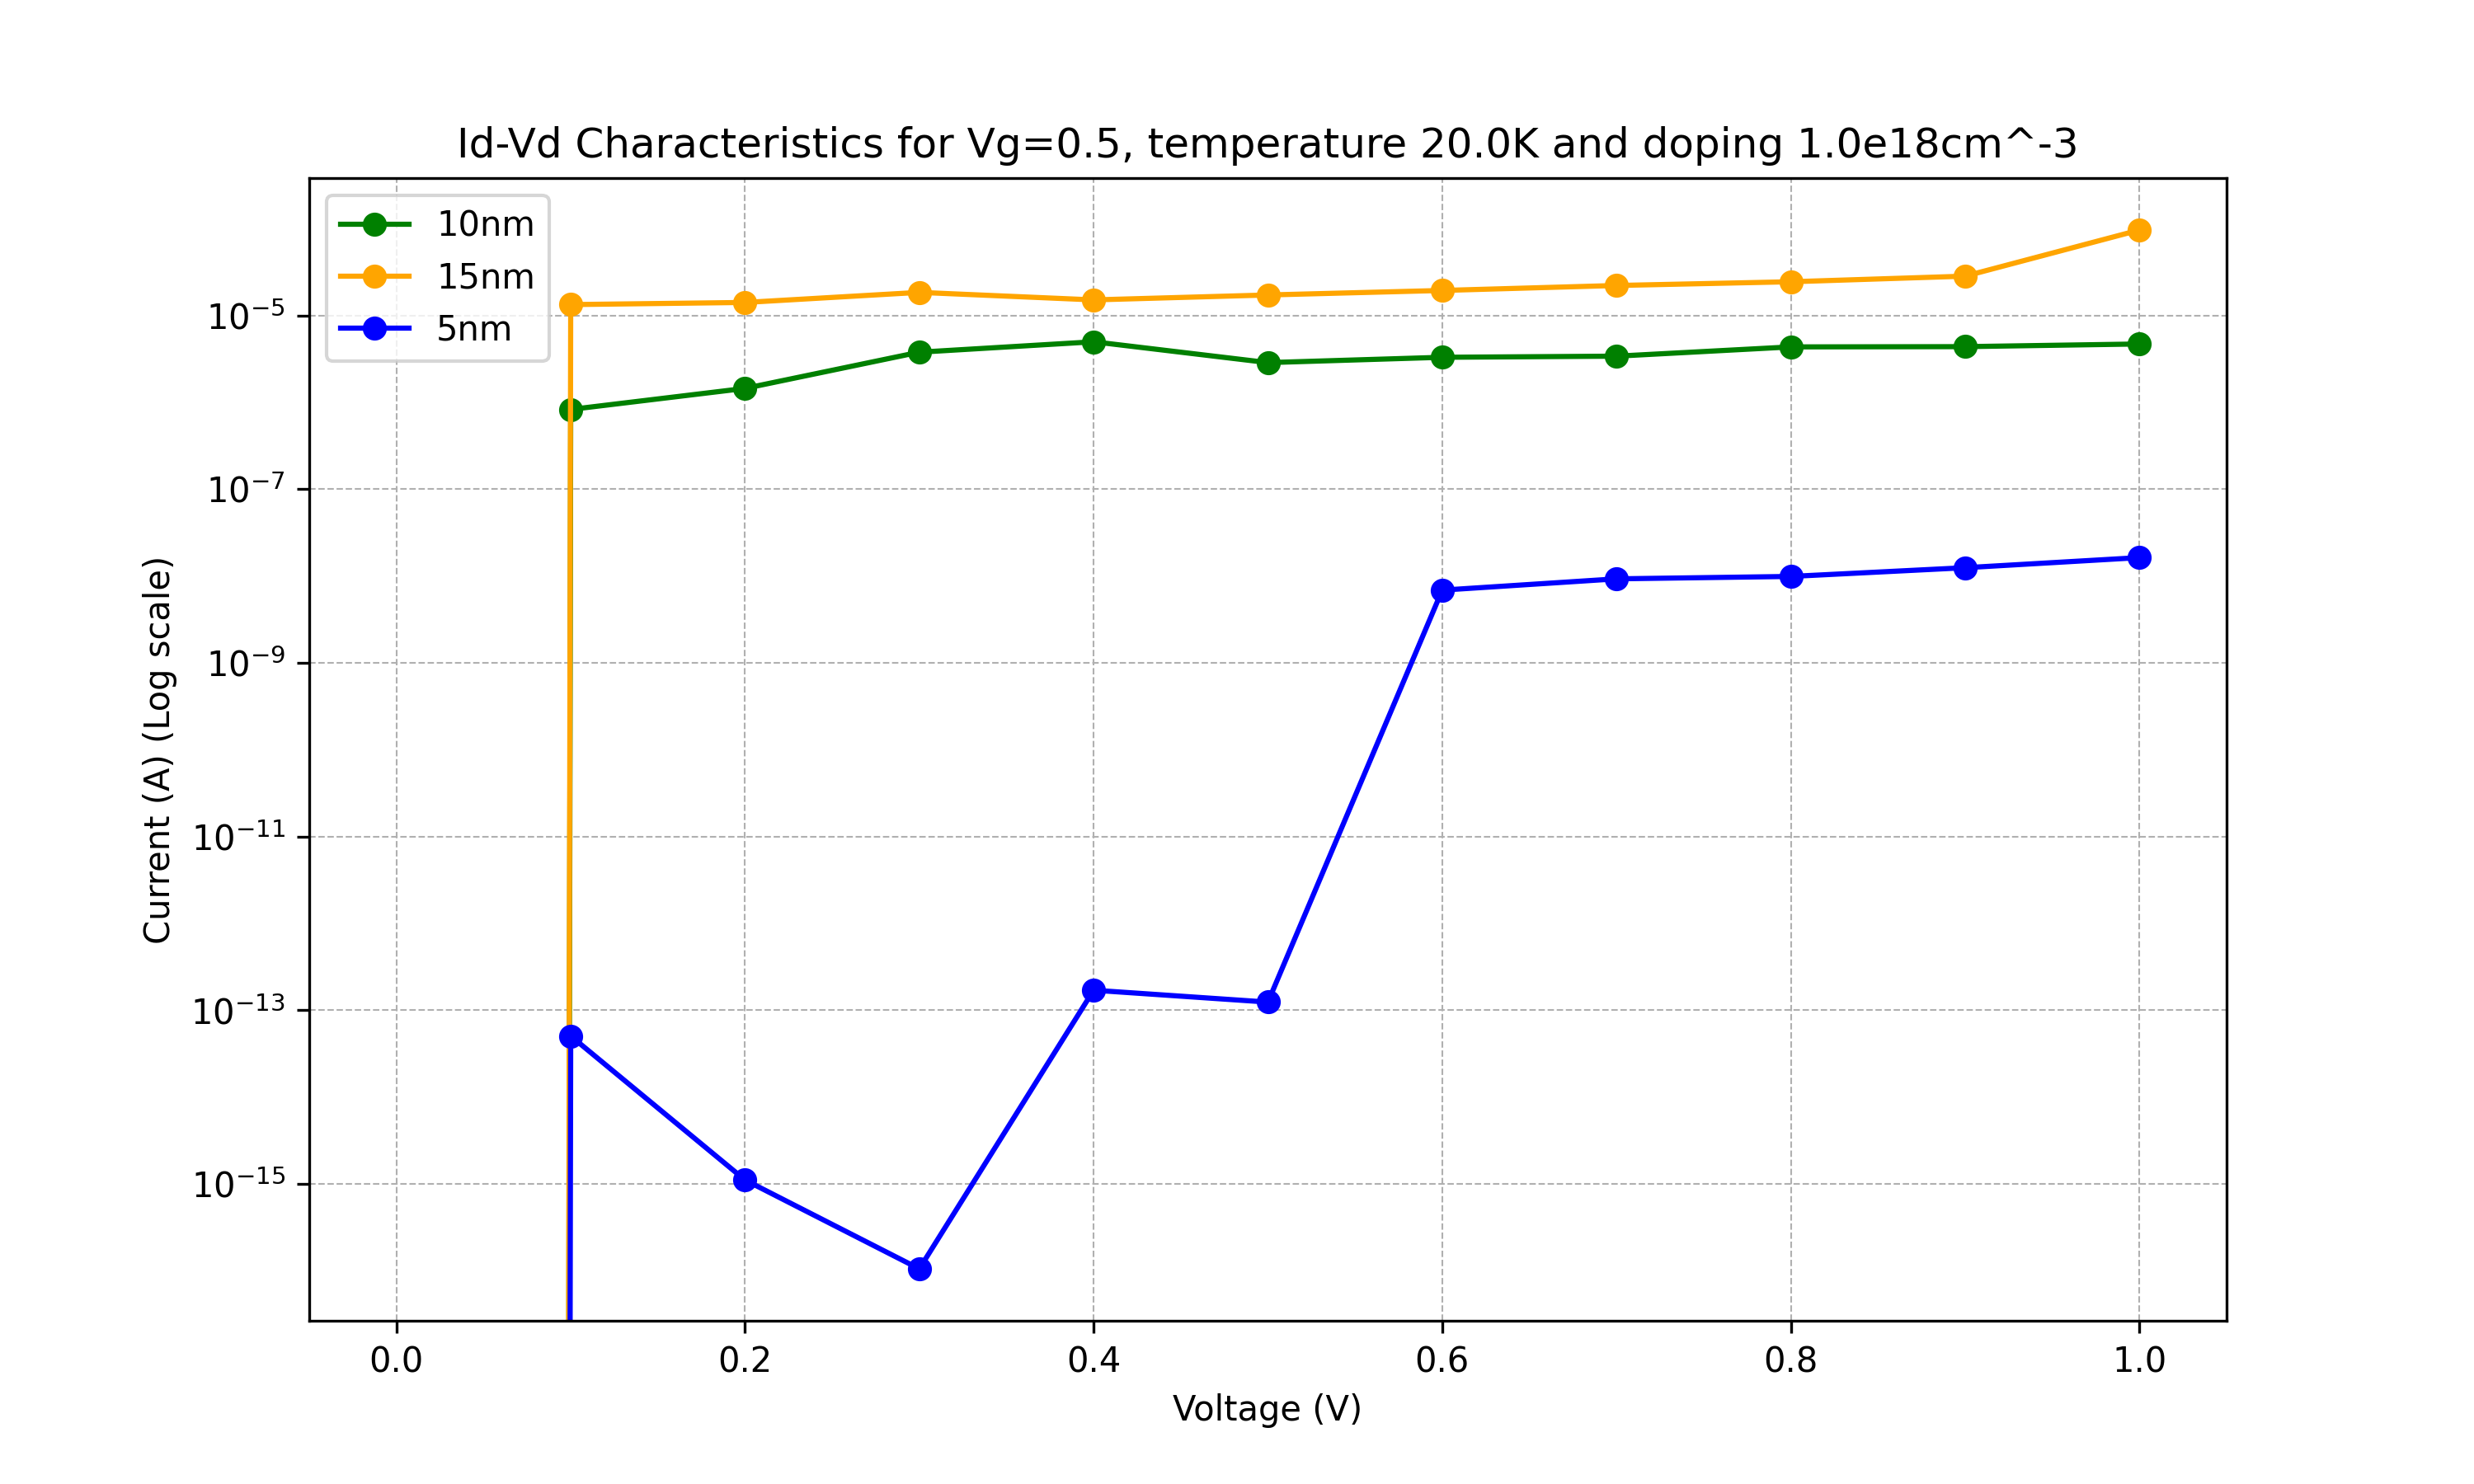 Id-Vd Characteristics for Vg=0.5, temperature 20.0K and doping 1.0e18cm^-3
10nm
15nm
5nm
Current (A) (Log scale)
10⁻⁵
10⁻⁷
10⁻⁹
10⁻¹¹
10⁻¹³
10⁻¹⁵
0.0 0.2 0.4 0.6 0.8 1.0
Voltage (V)